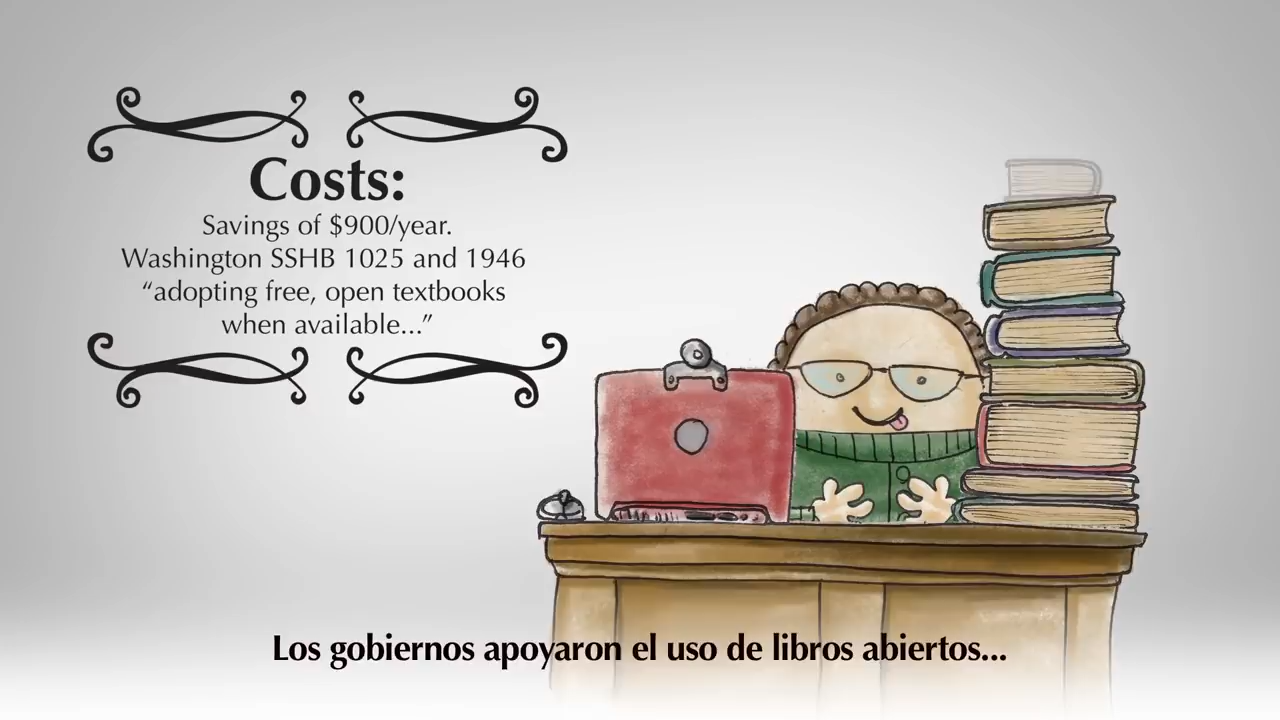 Costs:
Savings of $900/year.
Washington SSHB 1025 and 1946
“adopting free, open textbooks
when available...”
Los gobiernos apoyaron el uso de libros abiertos...